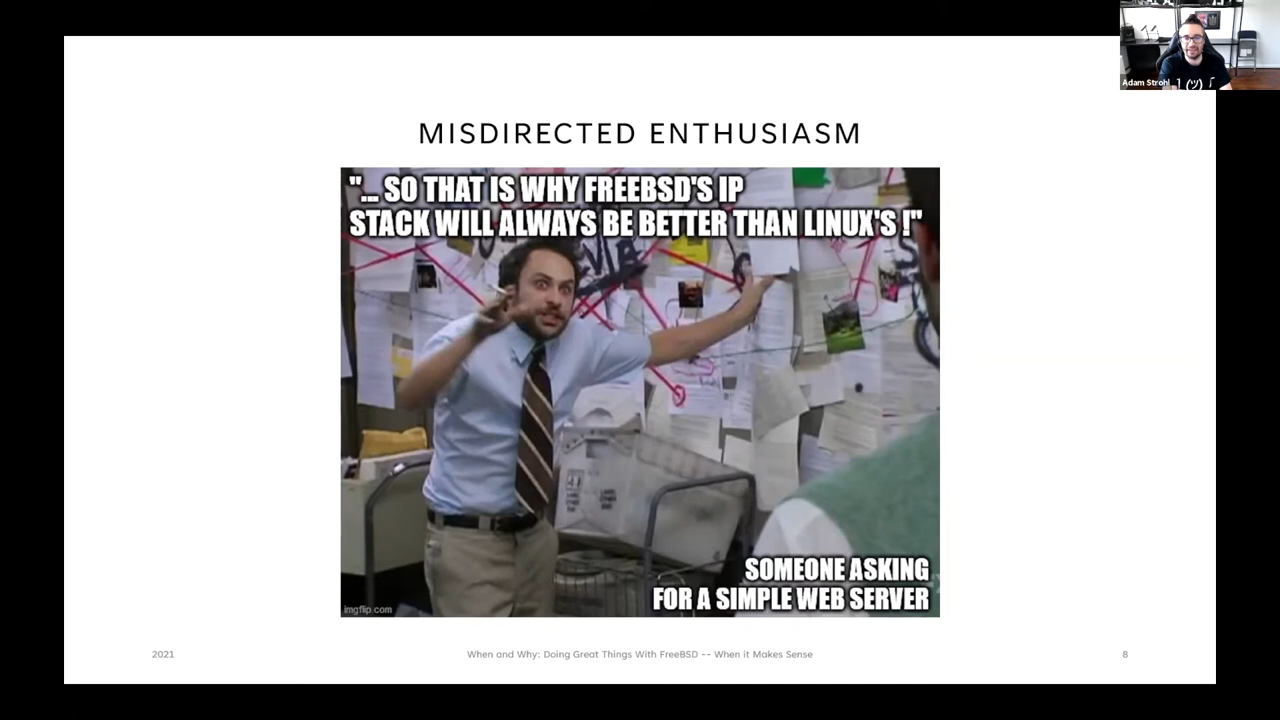 Adam Strohl
¯\_(ツ)_/¯
MISDIRECTED ENTHUSIASM
"... SO THAT IS WHY FREEBSD'S IP
STACK WILL ALWAYS BE BETTER THAN LINUX'S !"
SOMEONE ASKING
FOR A SIMPLE WEB SERVER
imgflip.com
2021
When and Why: Doing Great Things With FreeBSD -- When it Makes Sense
8